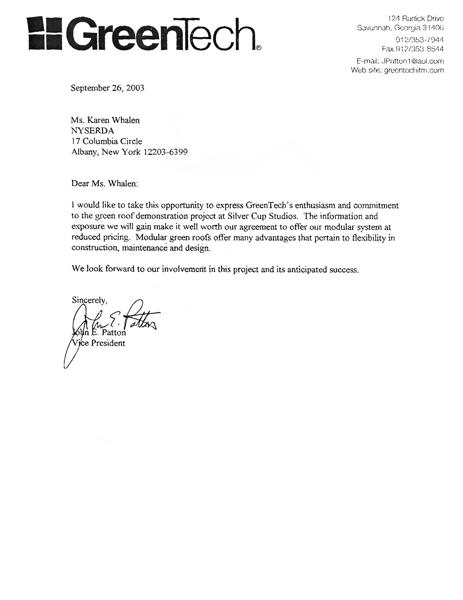 GreenTech®
124 Rustick Drive
Savannah, Georgia 31406
912/353-7944
Fax 912/353-8544
E-mail: JPatton1@aol.com
Web site: greentechitm.com
September 26, 2003
Ms. Karen Whalen
NYSERDA
17 Columbia Circle
Albany, New York 12203-6399
Dear Ms. Whalen:
I would like to take this opportunity to express GreenTech's enthusiasm and commitment
to the green roof demonstration project at Silver Cup Studios. The information and
exposure we will gain make it well worth our agreement to offer our modular system at
reduced pricing. Modular green roofs offer many advantages that pertain to flexibility in
construction, maintenance and design.
We look forward to our involvement in this project and its anticipated success.
Sincerely,
John E. Patton
John E. Patton
Vice President